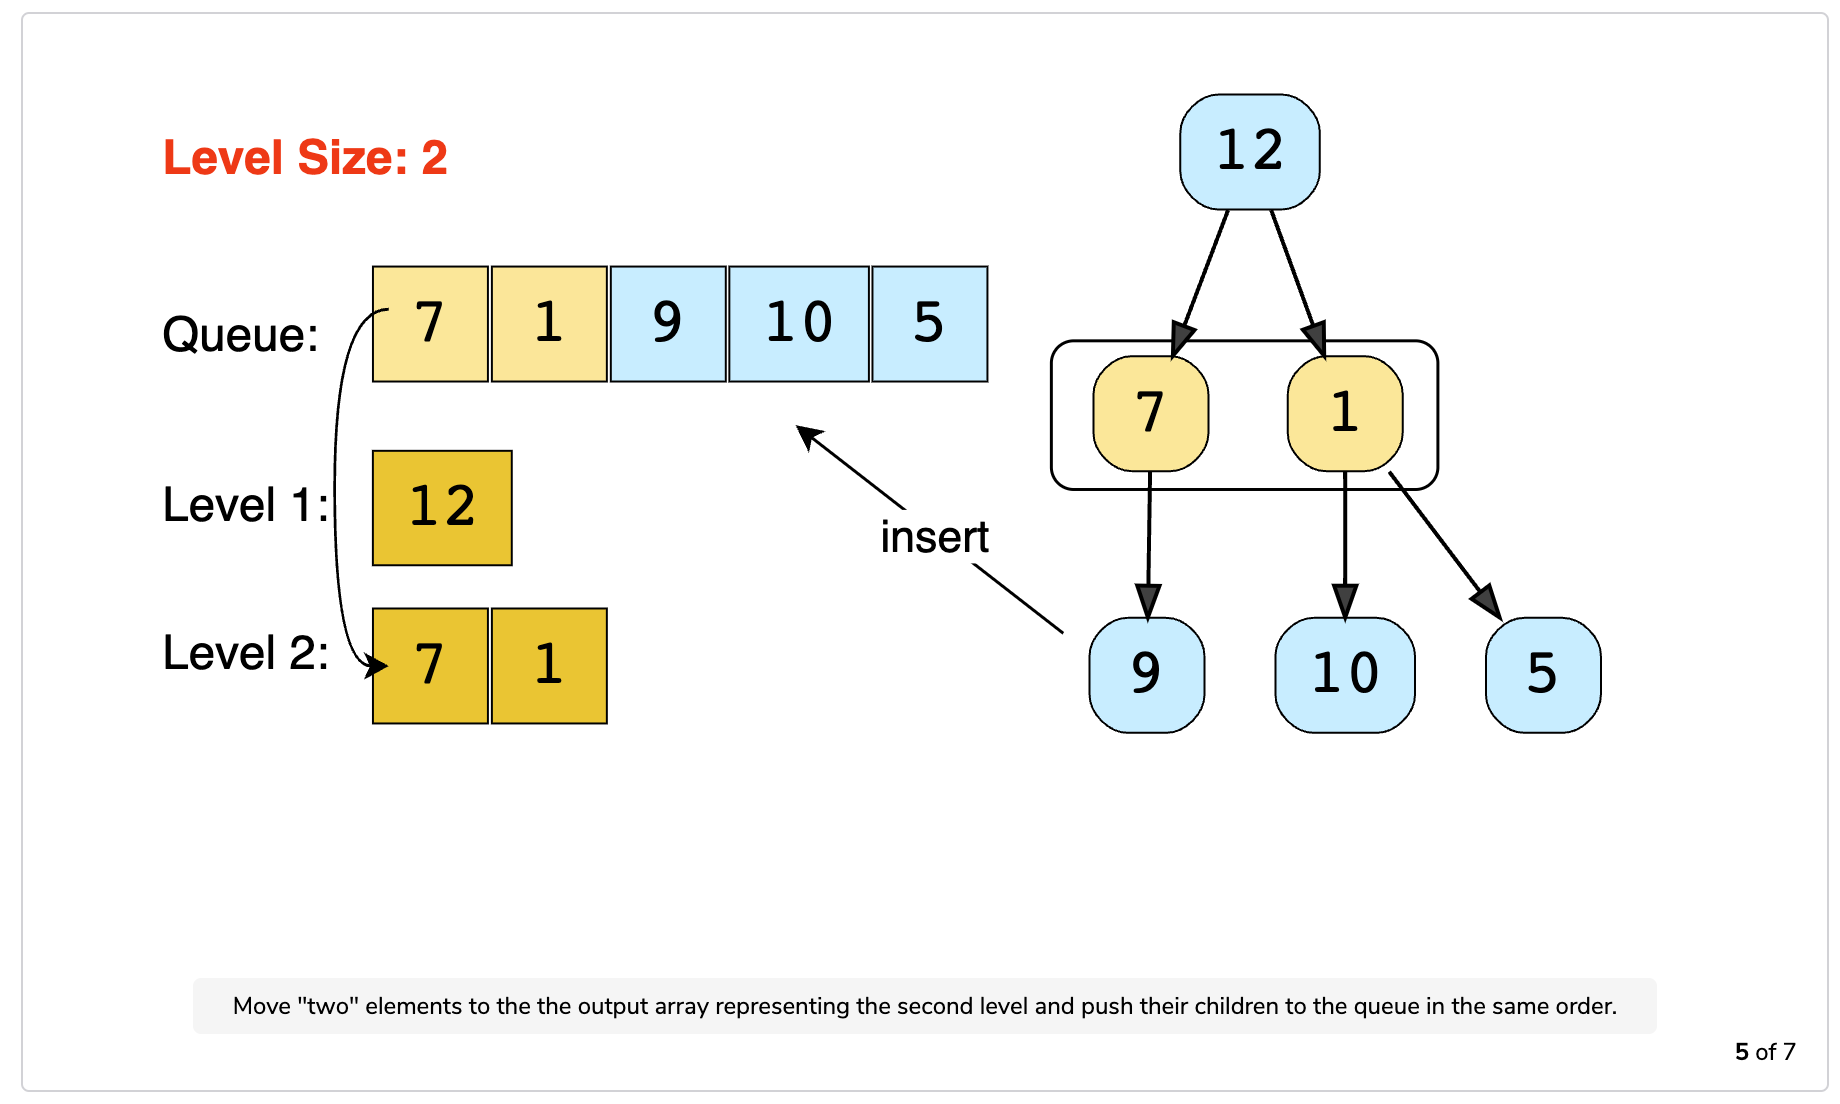 Level Size: 2
Queue: 7 1 9 10 5
Level 1: 12
Level 2: 7 1
insert
12
7 1
9 10 5
Move "two" elements to the the output array representing the second level and push their children to the queue in the same order.
5 of 7